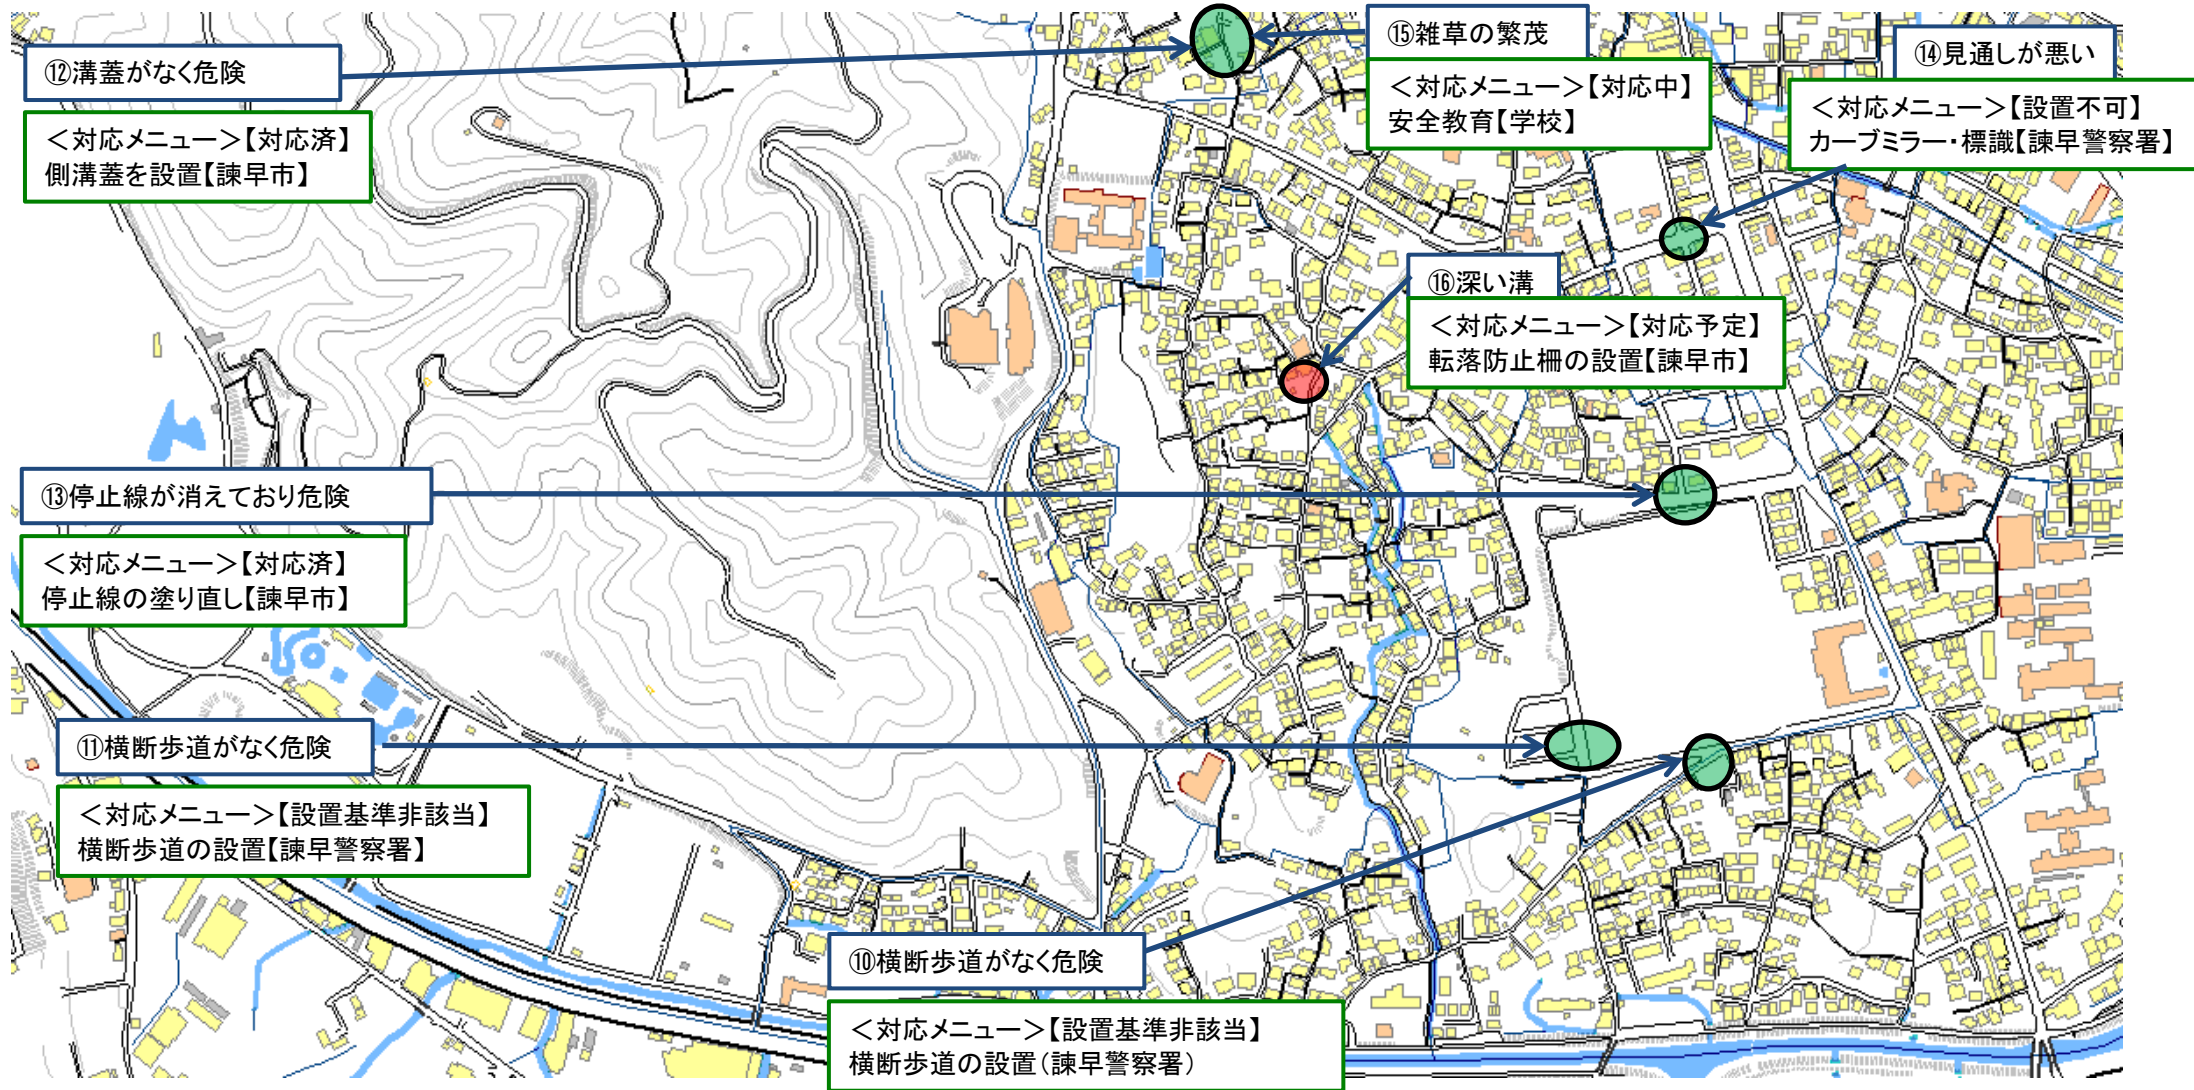 ⑫溝蓋がなく危険
＜対応メニュー＞【対応済】
側溝蓋を設置【諫早市】
⑮雑草の繁茂
＜対応メニュー＞【対応中】
安全教育【学校】
⑭見通しが悪い
＜対応メニュー＞【設置不可】
カーブミラー・標識【諫早警察署】
⑯深い溝
＜対応メニュー＞【対応予定】
転落防止柵の設置【諫早市】
⑬停止線が消えており危険
＜対応メニュー＞【対応済】
停止線の塗り直し【諫早市】
⑪横断歩道がなく危険
＜対応メニュー＞【設置基準非該当】
横断歩道の設置【諫早警察署】
⑩横断歩道がなく危険
＜対応メニュー＞【設置基準非該当】
横断歩道の設置（諫早警察署）